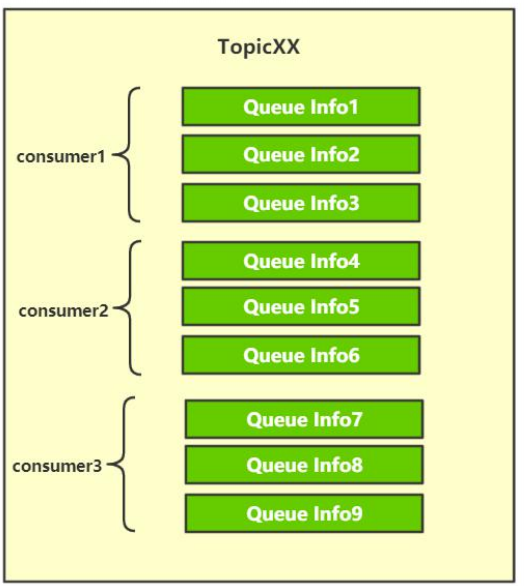 TopicXX
consumer1
Queue Info1
Queue Info2
Queue Info3
consumer2
Queue Info4
Queue Info5
Queue Info6
consumer3
Queue Info7
Queue Info8
Queue Info9